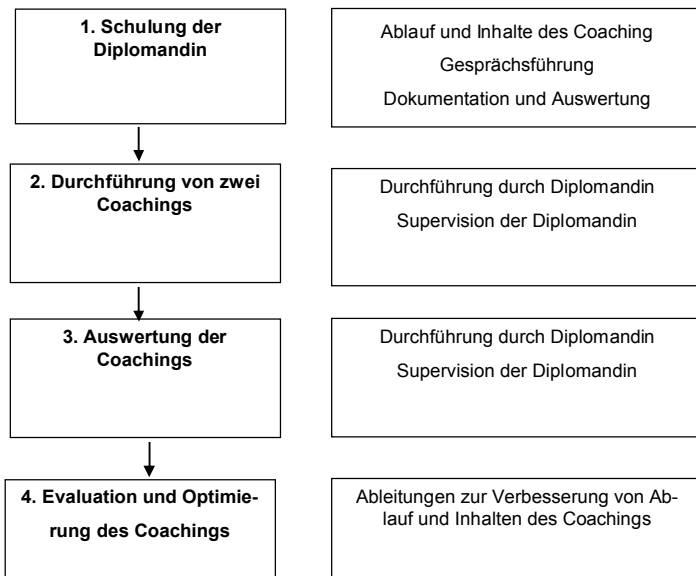 1. Schulung der
Diplomandin
Ablauf und Inhalte des Coaching
Gesprächsführung
Dokumentation und Auswertung
2. Durchführung von zwei
Coachings
Durchführung durch Diplomandin
Supervision der Diplomandin
3. Auswertung der
Coachings
Durchführung durch Diplomandin
Supervision der Diplomandin
4. Evaluation und Optimie-
rung des Coachings
Ableitungen zur Verbesserung von Ab-
lauf und Inhalten des Coachings